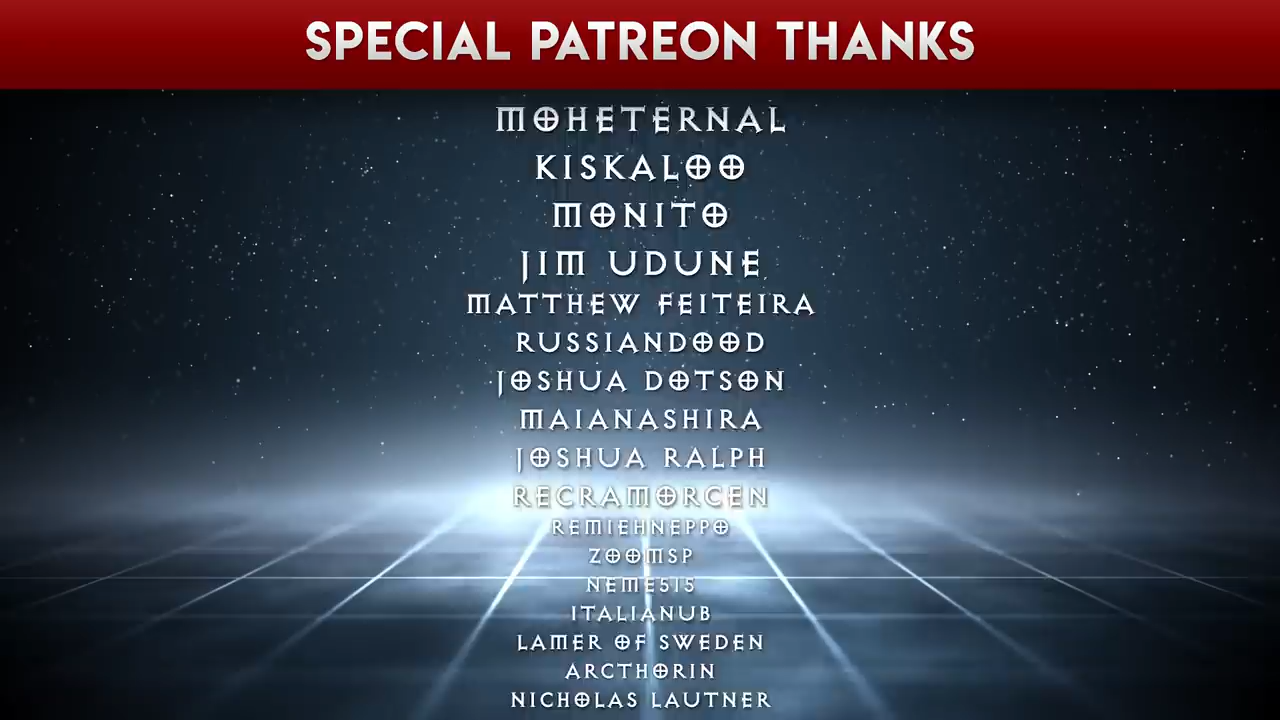 SPECIAL PATREON THANKS
MOHETERNAL
KISKALOO
MONITO
JIM UDUNE
MATTHEW FEITEIRA
RUSSIANDOOD
JOSHUA DOTSON
MAIANASHIRA
JOSHUA RALPH
RECRAMORCEN
REMIEHNEPPO
ZOOMSP
NEME515
ITALIANUB
LAMER OF SWEDEN
ARCTHORIN
NICHOLAS LAUTNER